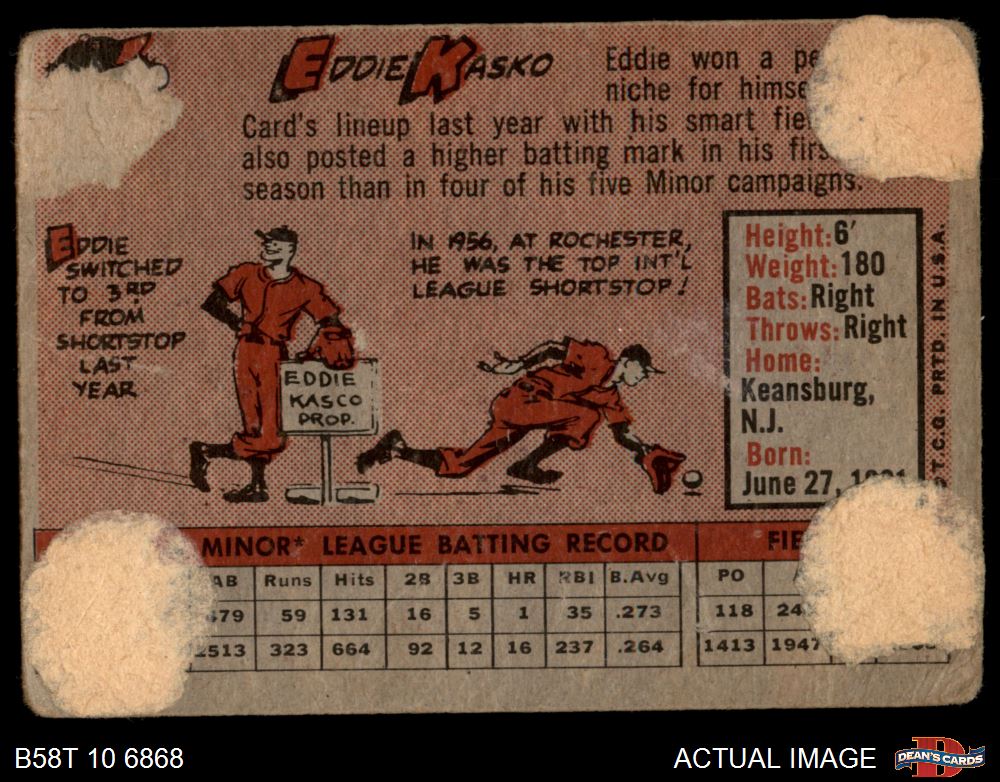 EDDIE KASKO
Eddie won a
niche for
Card's lineup last year with his smart
also posted a higher batting mark in his
season than in four of his five Minor campaigns.
EDDIE
SWITCHED
TO 3RD
FROM
SHORTSTOP
LAST
YEAR
IN 1956, AT ROCHESTER,
HE WAS THE TOP INT'L
LEAGUE SHORTSTOP!
EDDIE
KASCO
PROP.
Height: 6'
Weight: 180
Bats: Right
Throws: Right
Home:
Keansburg,
N.J.
Born:
June 27,
T.C.G. PRTD. IN U.S.A.
MINOR* LEAGUE BATTING RECORD
AB Runs Hits 2B 3B HR RBI B.Avg PO
479 59 131 16 5 1 35 .273 118
2513 323 664 92 12 16 237 .264 1413 1947
B58T 10 6868
ACTUAL IMAGE
DEAN'S CARDS